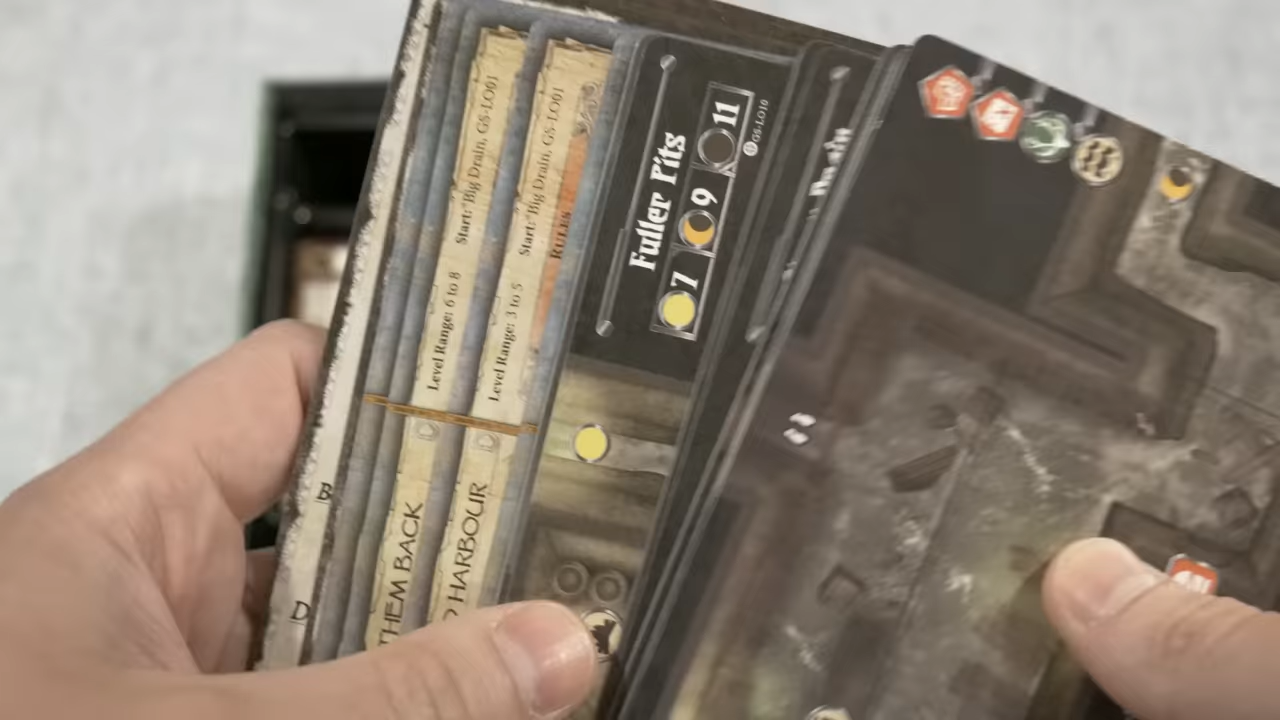 THEM BACK
Level Range: 6 to 8
Start: "Big Drain, GS-LO01
HARBOUR
Level Range: 3 to 5
Start: "Big Drain, GS-LO01
RULES
Fuller Pits
7 9 11
GS-LO10
B
D